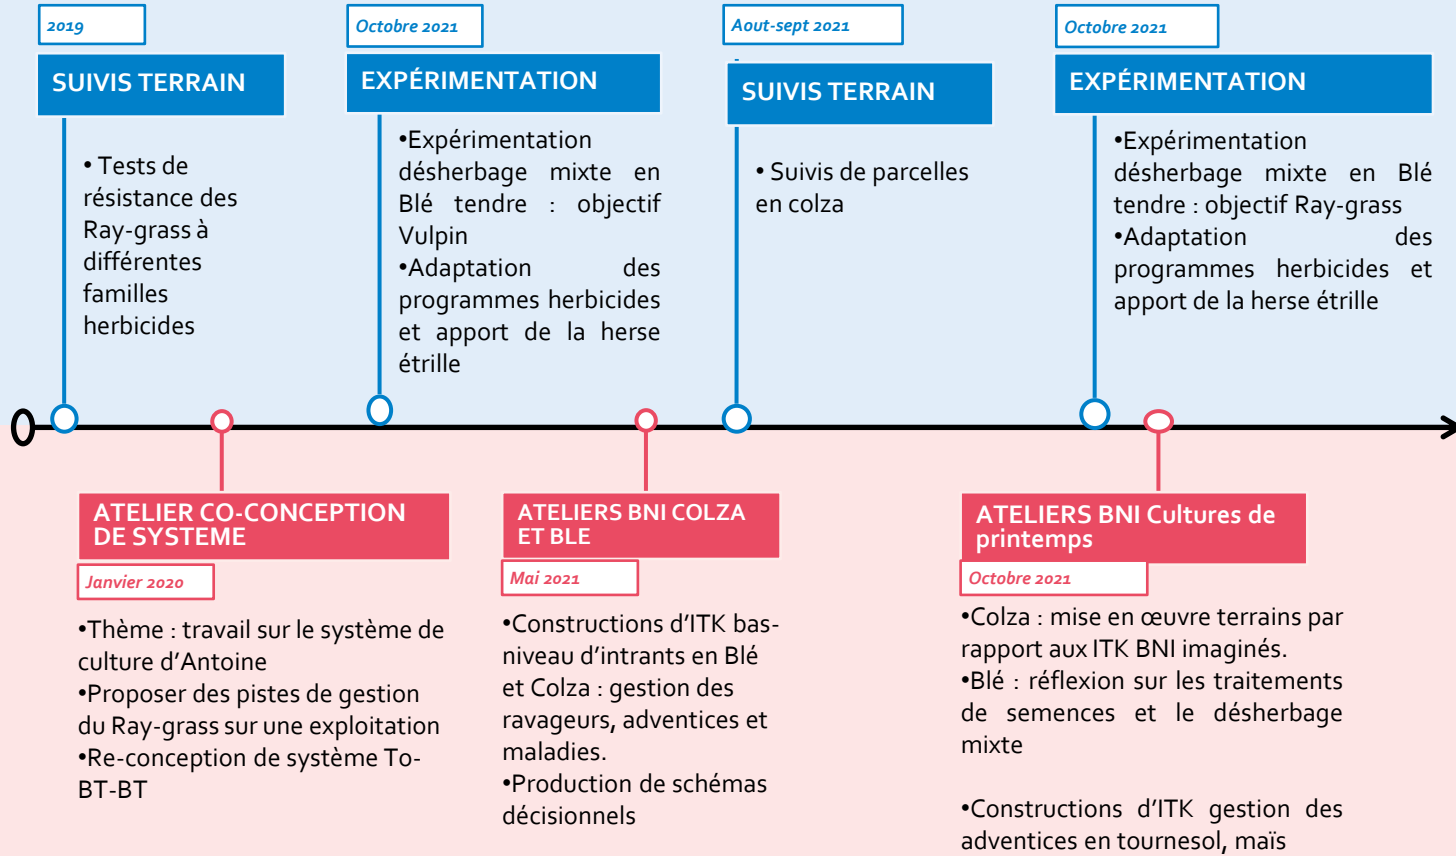 2019
SUIVIS TERRAIN
• Tests de
résistance des
Ray-grass à
différentes
familles
herbicides
Octobre 2021
EXPÉRIMENTATION
•Expérimentation
désherbage mixte en
Blé tendre : objectif
Vulpin
•Adaptation des
programmes herbicides
et apport de la herse
étrille
Aout-sept 2021
SUIVIS TERRAIN
• Suivis de parcelles
en colza
Octobre 2021
EXPÉRIMENTATION
•Expérimentation
désherbage mixte en Blé
tendre : objectif Ray-grass
•Adaptation des
programmes herbicides et
apport de la herse étrille
ATELIER CO-CONCEPTION
DE SYSTEME
Janvier 2020
•Thème : travail sur le système de
culture d'Antoine
•Proposer des pistes de gestion
du Ray-grass sur une exploitation
•Re-conception de système To-
BT-BT
ATELIERS BNI COLZA
ET BLE
Mai 2021
•Constructions d'ITK bas-
niveau d'intrants en Blé
et Colza : gestion des
ravageurs, adventices et
maladies.
•Production de schémas
décisionnels
ATELIERS BNI Cultures de
printemps
Octobre 2021
•Colza : mise en œuvre terrains par
rapport aux ITK BNI imaginés.
•Blé : réflexion sur les traitements
de semences et le désherbage
mixte
•Constructions d'ITK gestion des
adventices en tournesol, maïs